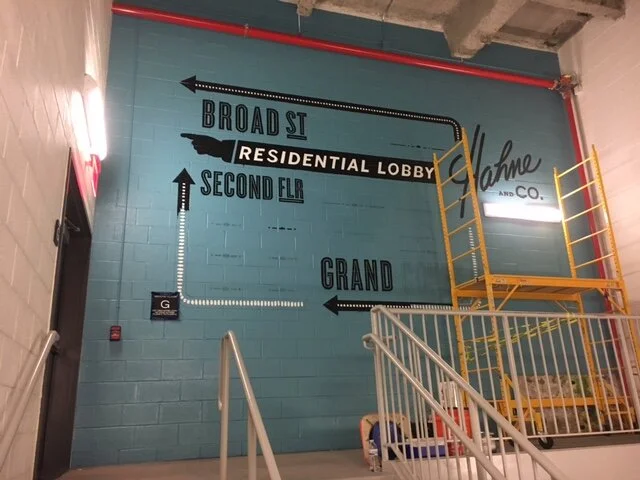 BROAD ST
RESIDENTIAL LOBBY
Hahne
AND CO.
SECOND FLR
GRAND
G